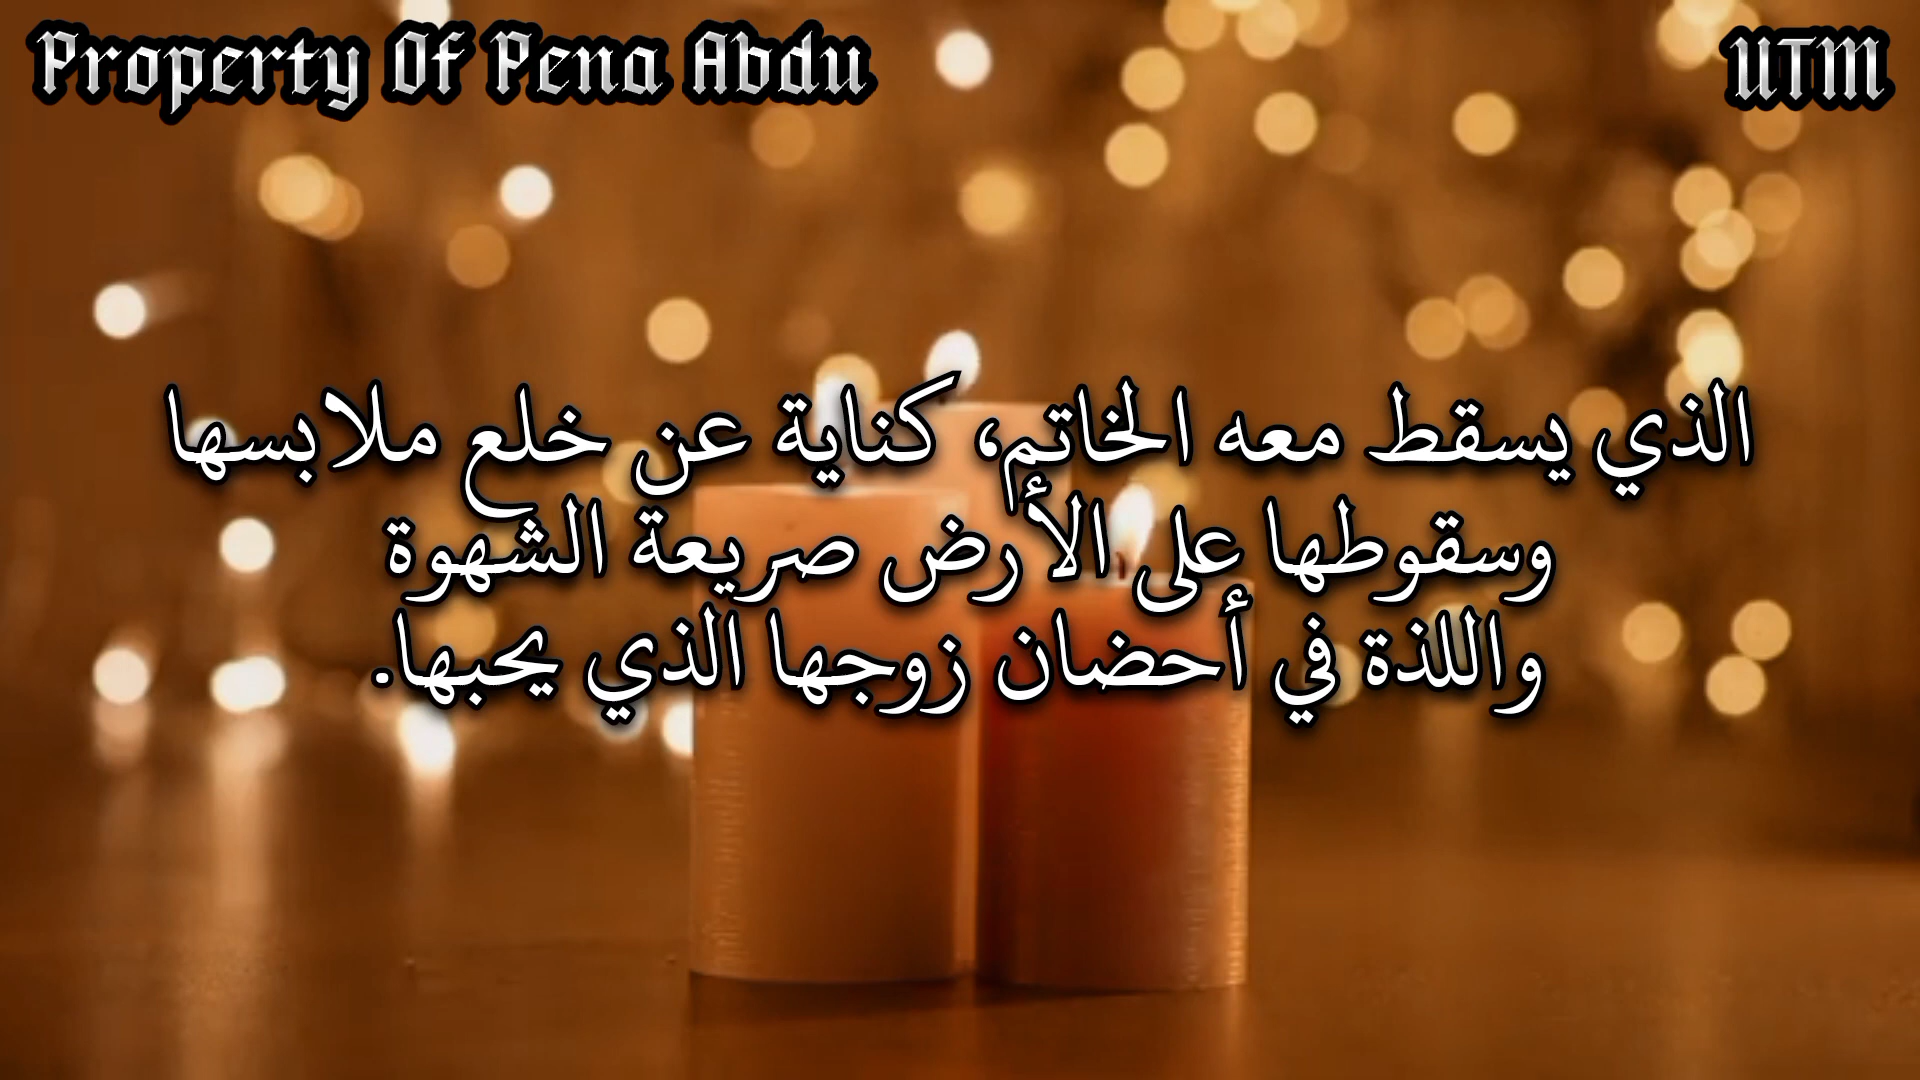 Property Of Pena Abdu
UTM
الذي يسقط معه الخاتم، كناية عن خلع ملابسها
وسقوطها على الأرض صريعة الشهوة
واللذة في أحضان زوجها الذي يحبها.